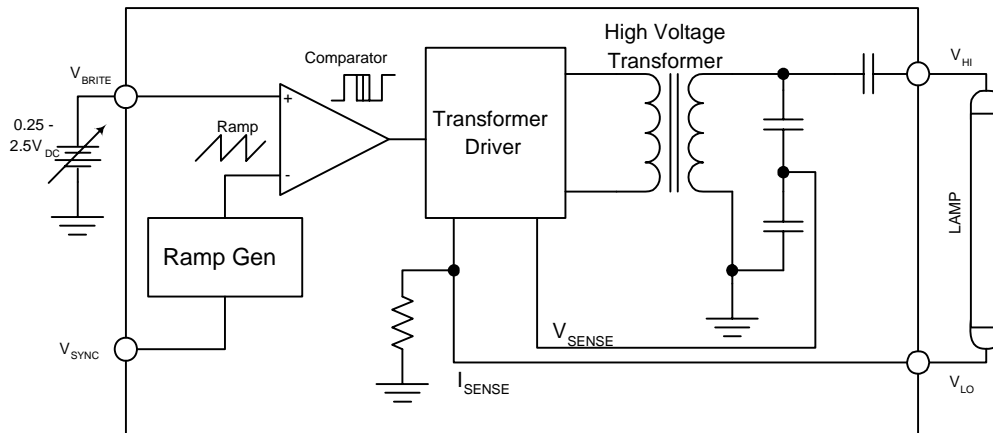 High Voltage
Transformer
Comparator
V_BRITE
V_HI
+
0.25 -
2.5V_DC
Ramp
Transformer
Driver
-
LAMP
Ramp Gen
V_SENSE
V_SYNC
I_SENSE
V_LO